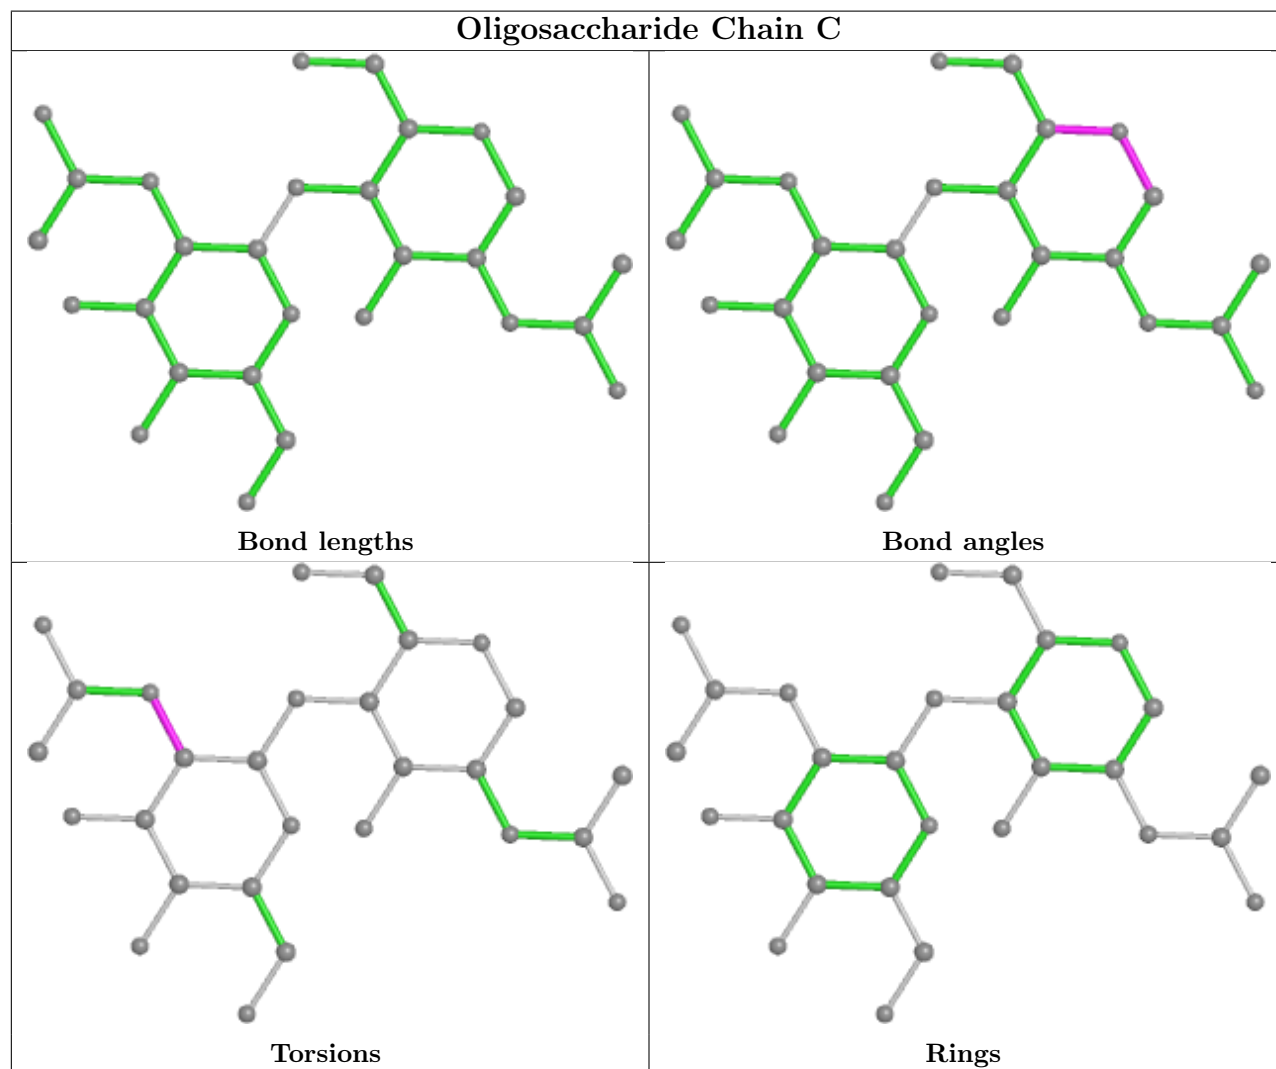 Oligosaccharide Chain C
Bond lengths
Bond angles
Torsions
Rings